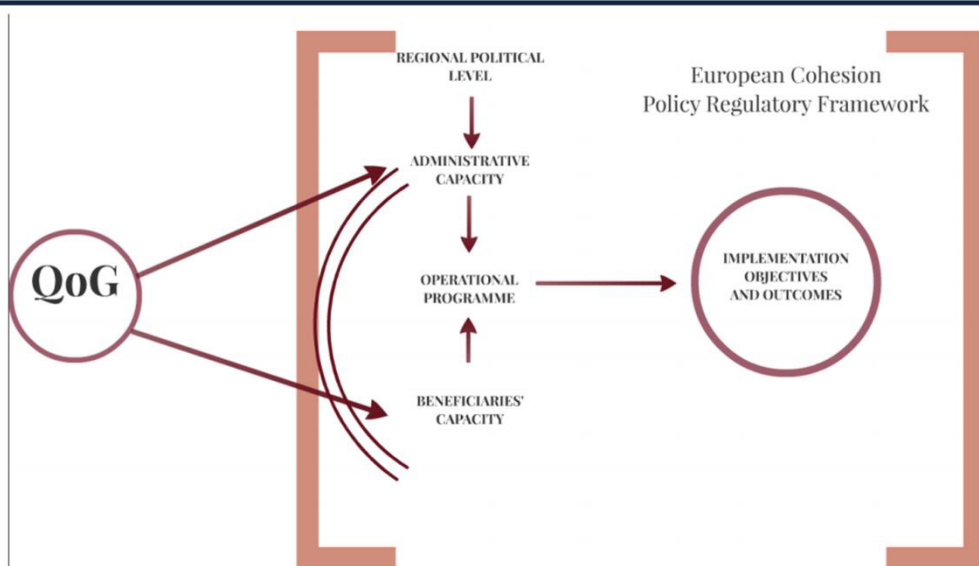 REGIONAL POLITICAL
LEVEL
European Cohesion
Policy Regulatory Framework
ADMINISTRATIVE
CAPACITY
QoG
OPERATIONAL
PROGRAMME
IMPLEMENTATION
OBJECTIVES
AND OUTCOMES
BENEFICIARIES'
CAPACITY